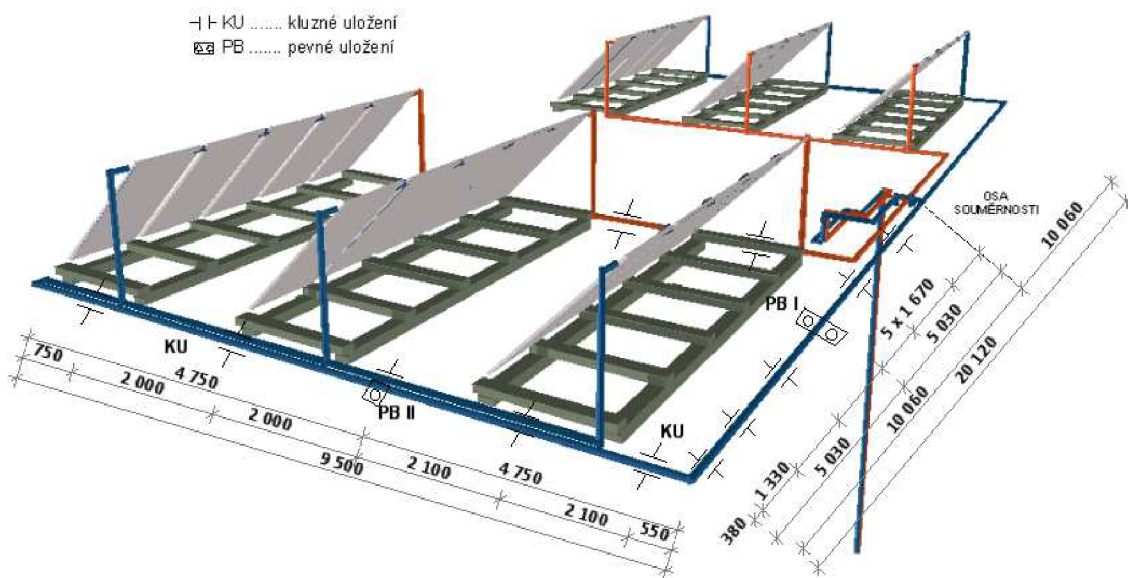 KU ....... kluzné uložení
PB ....... pevné uložení
OSA
SOUMĚRNOSTI
10 060
PB I
5 x 1 670
5 030
20 120
KU
750
4 750
2 000
PB II
2 000
KU
10 060
5 030
9 500
4 750
2 100
1 330
2 100
550
380